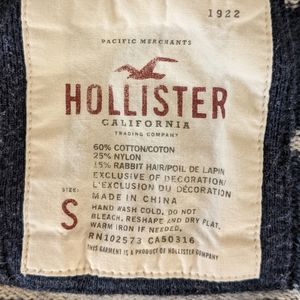 1922
PACIFIC MERCHANTS
HOLLISTER
CALIFORNIA
TRADING COMPANY
60% COTTON/COTON
25% NYLON
15% RABBIT HAIR/POIL DE LAPIN
EXCLUSIVE OF DECORATION/
L'EXCLUSION DU DÉCORATION
MADE IN CHINA
HAND WASH COLD. DO NOT
BLEACH, RESHAPE AND DRY FLAT.
WARM IRON IF NEEDED.
RN102573 CA50316
THIS GARMENT IS A PRODUCT OF HOLLISTER COMPANY
SIZE:
S